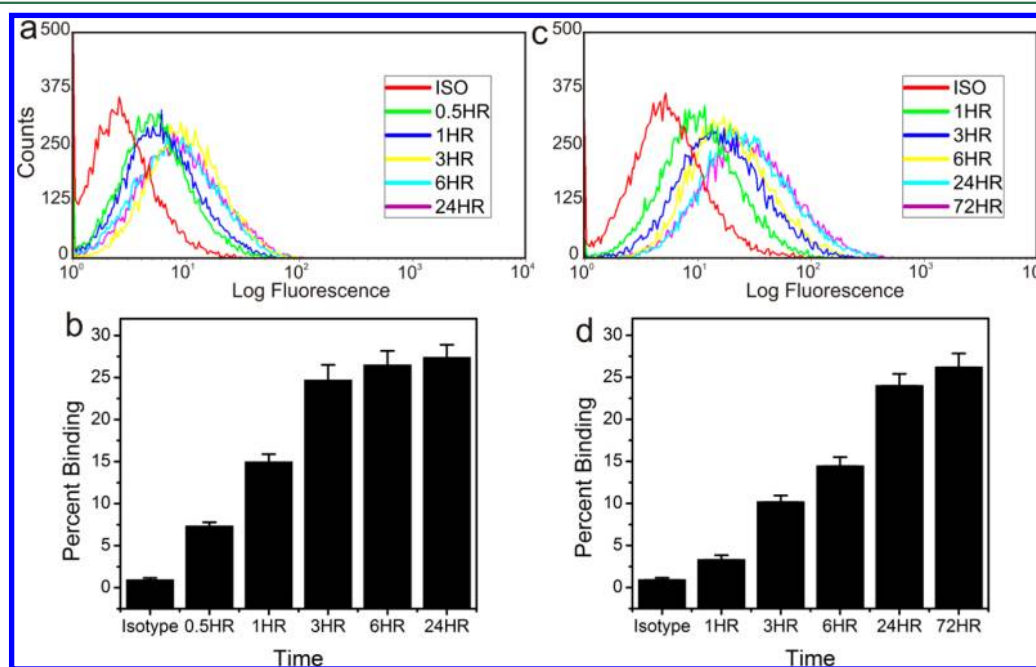 a
500
375
250
125
0
Counts
ISO
0.5HR
1HR
3HR
6HR
24HR
10⁰
10¹
10²
10³
10⁴
Log Fluorescence
c
500
375
250
125
0
ISO
1HR
3HR
6HR
24HR
72HR
10⁰
10¹
10²
10³
10⁴
Log Fluorescence
b
30
25
20
15
10
5
0
Percent Binding
Isotype 0.5HR 1HR 3HR 6HR 24HR
Time
d
30
25
20
15
10
5
0
Percent Binding
Isotype 1HR 3HR 6HR 24HR 72HR
Time